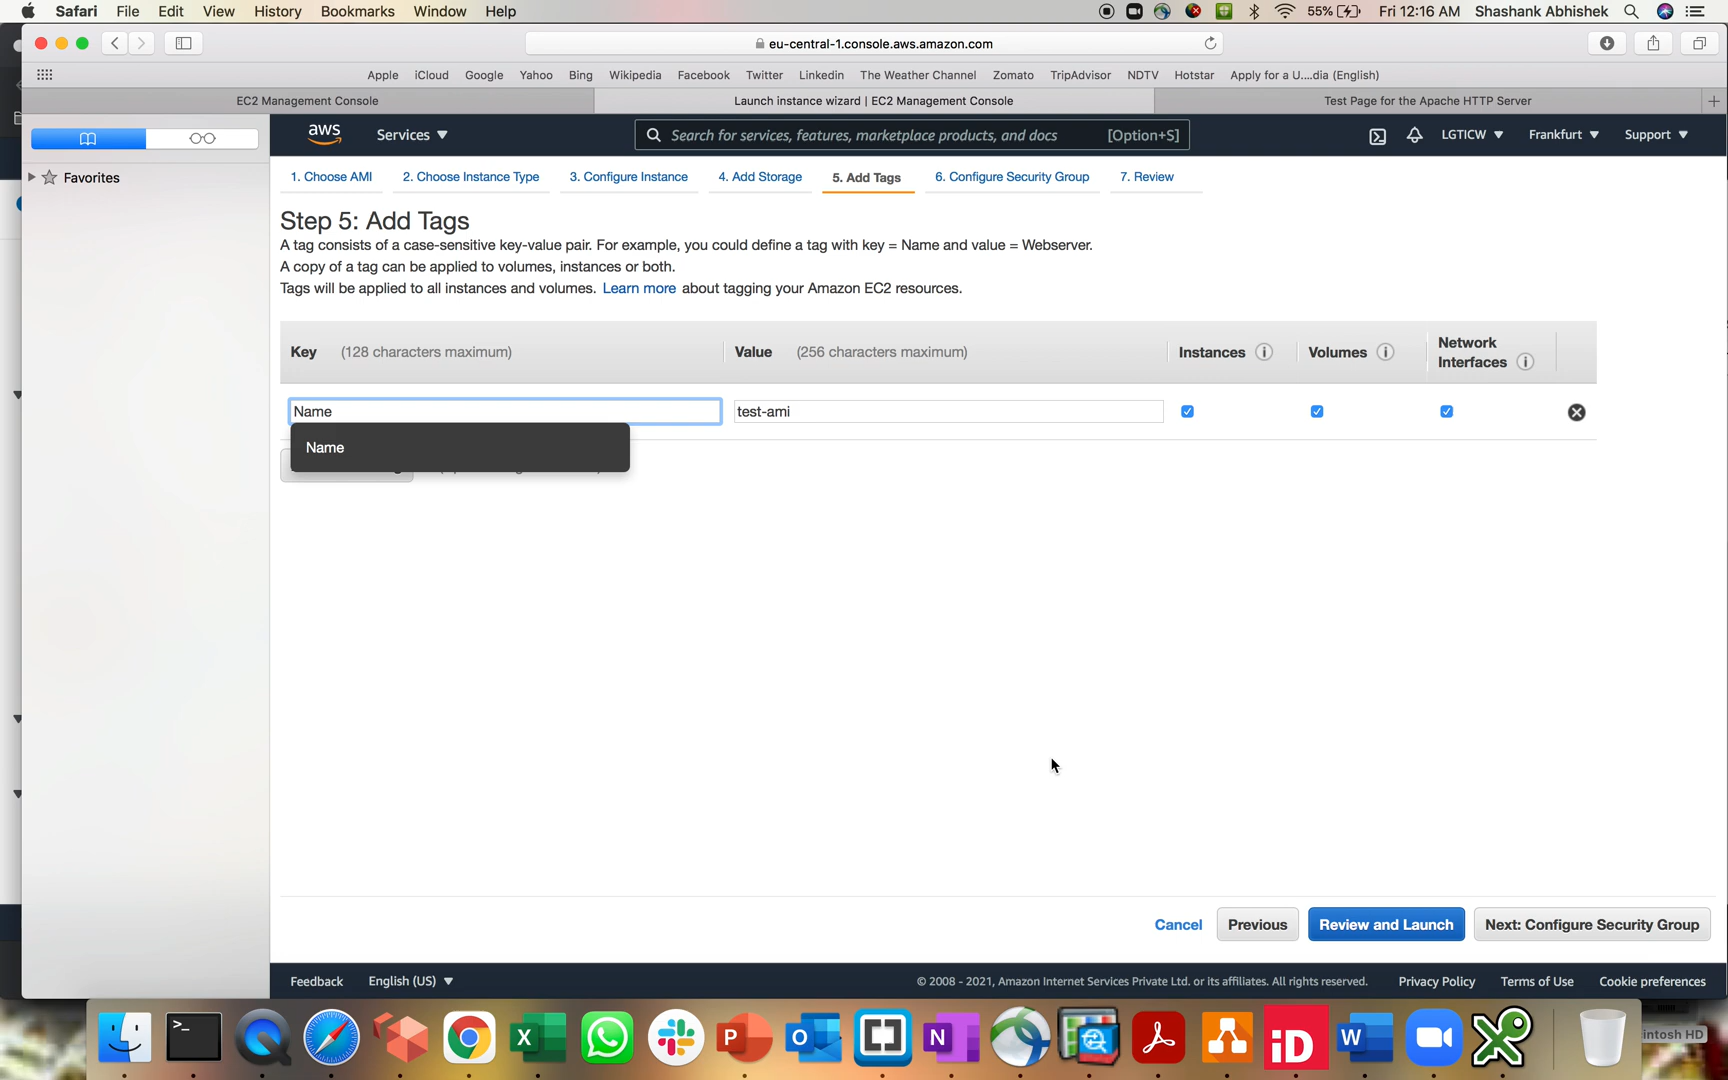 Safari File Edit View History Bookmarks Window Help 55% Fri 12:16 AM Shashank Abhishek
eu-central-1.console.aws.amazon.com
Apple iCloud Google Yahoo Bing Wikipedia Facebook Twitter Linkedin The Weather Channel Zomato TripAdvisor NDTV Hotstar Apply for a U....dia (English)
EC2 Management Console Launch instance wizard | EC2 Management Console Test Page for the Apache HTTP Server
aws Services Search for services, features, marketplace products, and docs [Option+S] LGTICW Frankfurt Support
Favorites
1. Choose AMI 2. Choose Instance Type 3. Configure Instance 4. Add Storage 5. Add Tags 6. Configure Security Group 7. Review
Step 5: Add Tags
A tag consists of a case-sensitive key-value pair. For example, you could define a tag with key = Name and value = Webserver.
A copy of a tag can be applied to volumes, instances or both.
Tags will be applied to all instances and volumes. Learn more about tagging your Amazon EC2 resources.
Key (128 characters maximum) Value (256 characters maximum) Instances Volumes Network Interfaces
Name test-ami
Name
Cancel Previous Review and Launch Next: Configure Security Group
Feedback English (US) © 2008 - 2021, Amazon Internet Services Private Ltd. or its affiliates. All rights reserved. Privacy Policy Terms of Use Cookie preferences
intosh HD